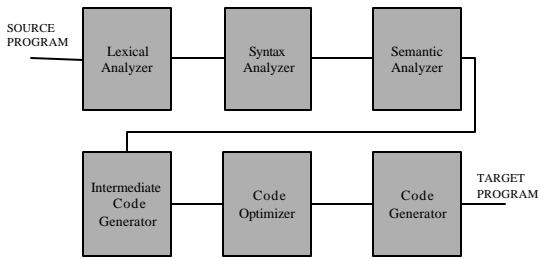 SOURCE
PROGRAM
Lexical
Analyzer
Syntax
Analyzer
Semantic
Analyzer
Intermediate
Code
Generator
Code
Optimizer
Code
Generator
TARGET
PROGRAM